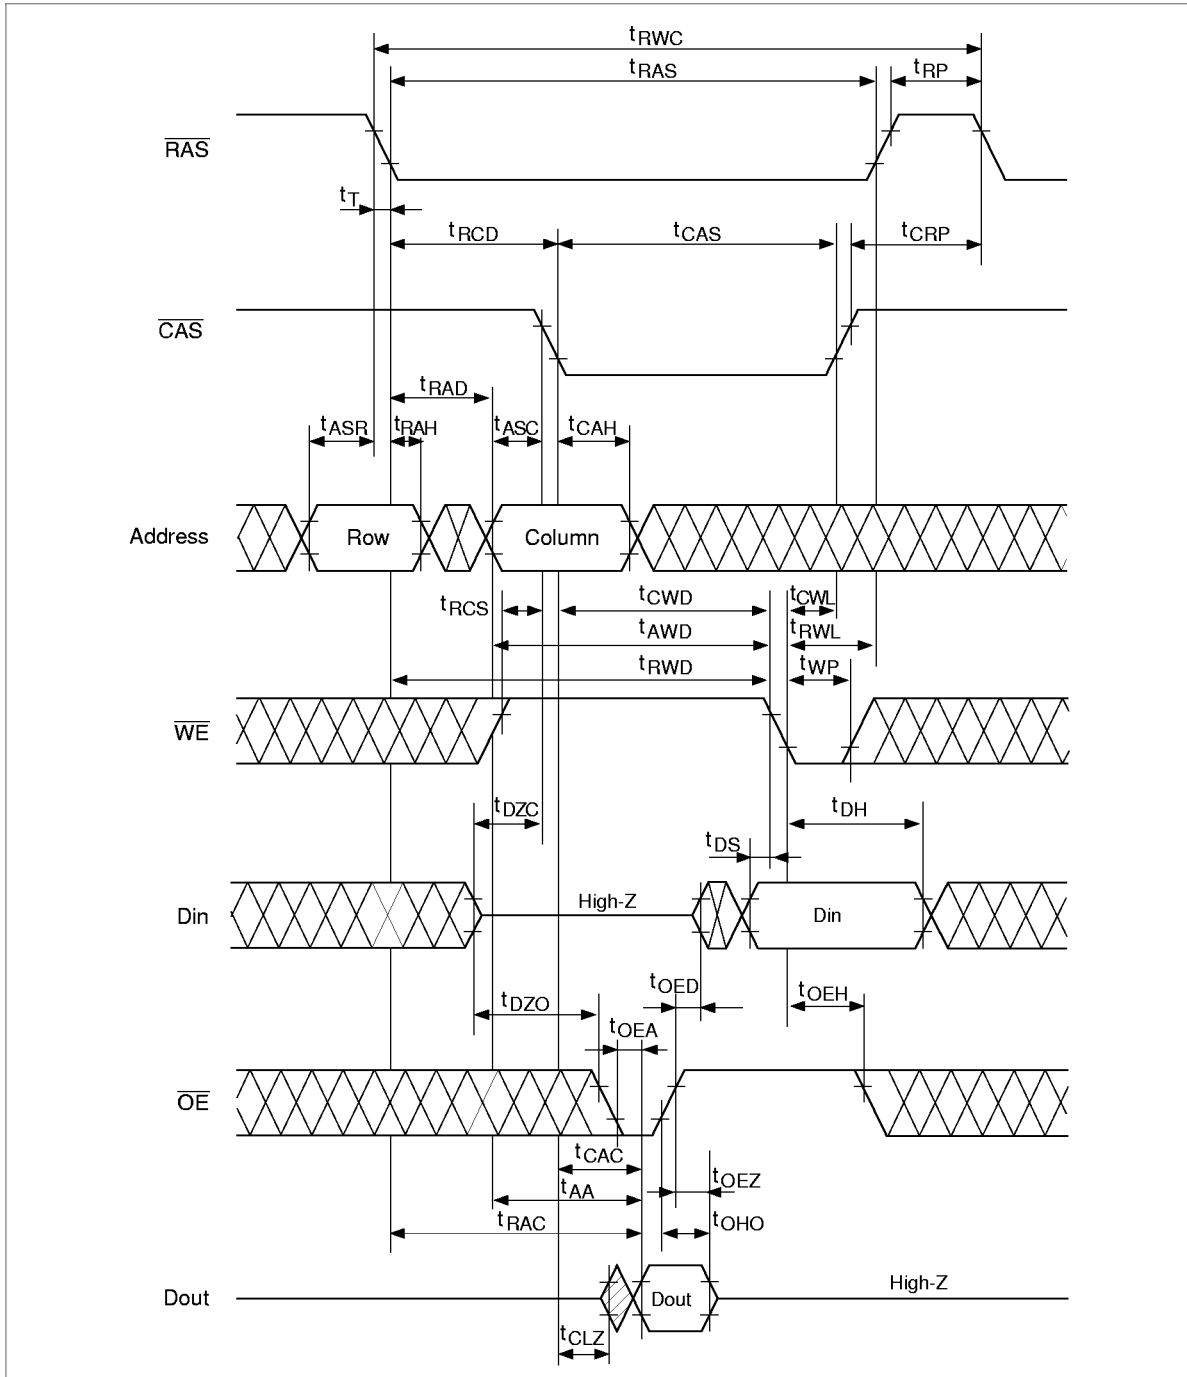 tRWC
tRAS
tRP
RAS
tT
tRCD
tCAS
tCRP
CAS
tRAD
tASR
tRAH
tASC
tCAH
Address
Row
Column
tRCS
tCWD
tCWL
tAWD
tRWL
tRWD
tWP
WE
tDZC
tDH
tDS
Din
High-Z
Din
tDZO
tOED
tOEH
tOEA
OE
tCAC
tAA
tOEZ
tRAC
tOHO
Dout
Dout
High-Z
tCLZ